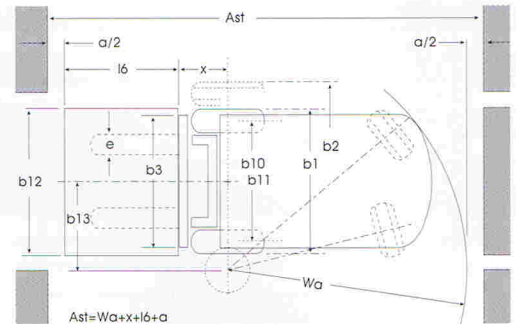 Ast
a/2
a/2
l6
x
b2
e
b12
b3
b10
b1
b11
b13
Wa
Ast=Wa+x+l6+a